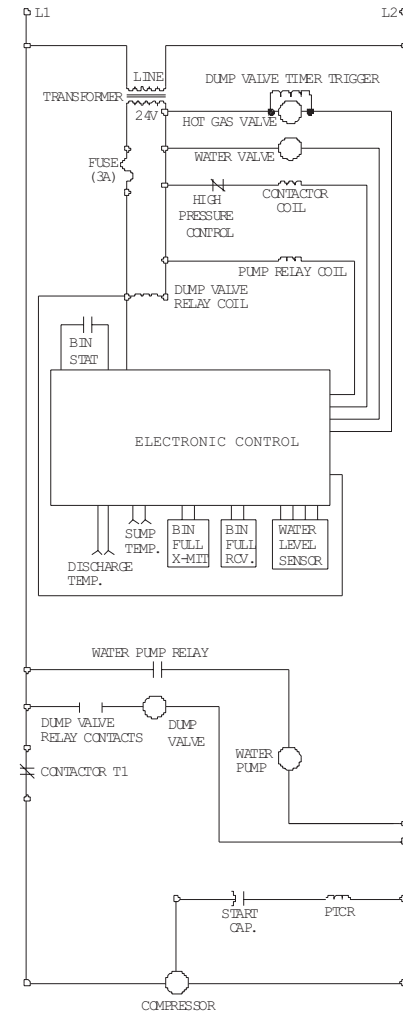 L1 L2
LINE DUMP VALVE TIMER TRIGGER
TRANSFORMER
24V HOT GAS VALVE
FUSE
(3A)
WATER VALVE
HIGH
PRESSURE
CONTROL
CONTACTOR
COIL
PUMP RELAY COIL
DUMP VALVE
RELAY COIL
BIN
STAT
ELECTRONIC CONTROL
DISCHARGE
TEMP.
SUMP
TEMP.
BIN
FULL
X-MIT
BIN
FULL
RCV.
WATER
LEVEL
SENSOR
WATER PUMP RELAY
DUMP VALVE
RELAY CONTACTS
DUMP
VALVE
WATER
PUMP
CONTACTOR T1
START
CAP.
PTCR
COMPRESSOR